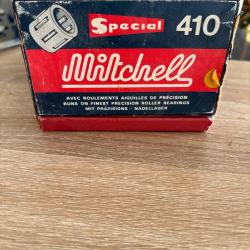 Special 410
Mitchell
AVEC ROULEMENTS AIGUILLES DE PRÉCISION
RUNS ON FINEST PRECISION ROLLER BEARINGS
MIT PRÄZISIONS - NADELLAGER